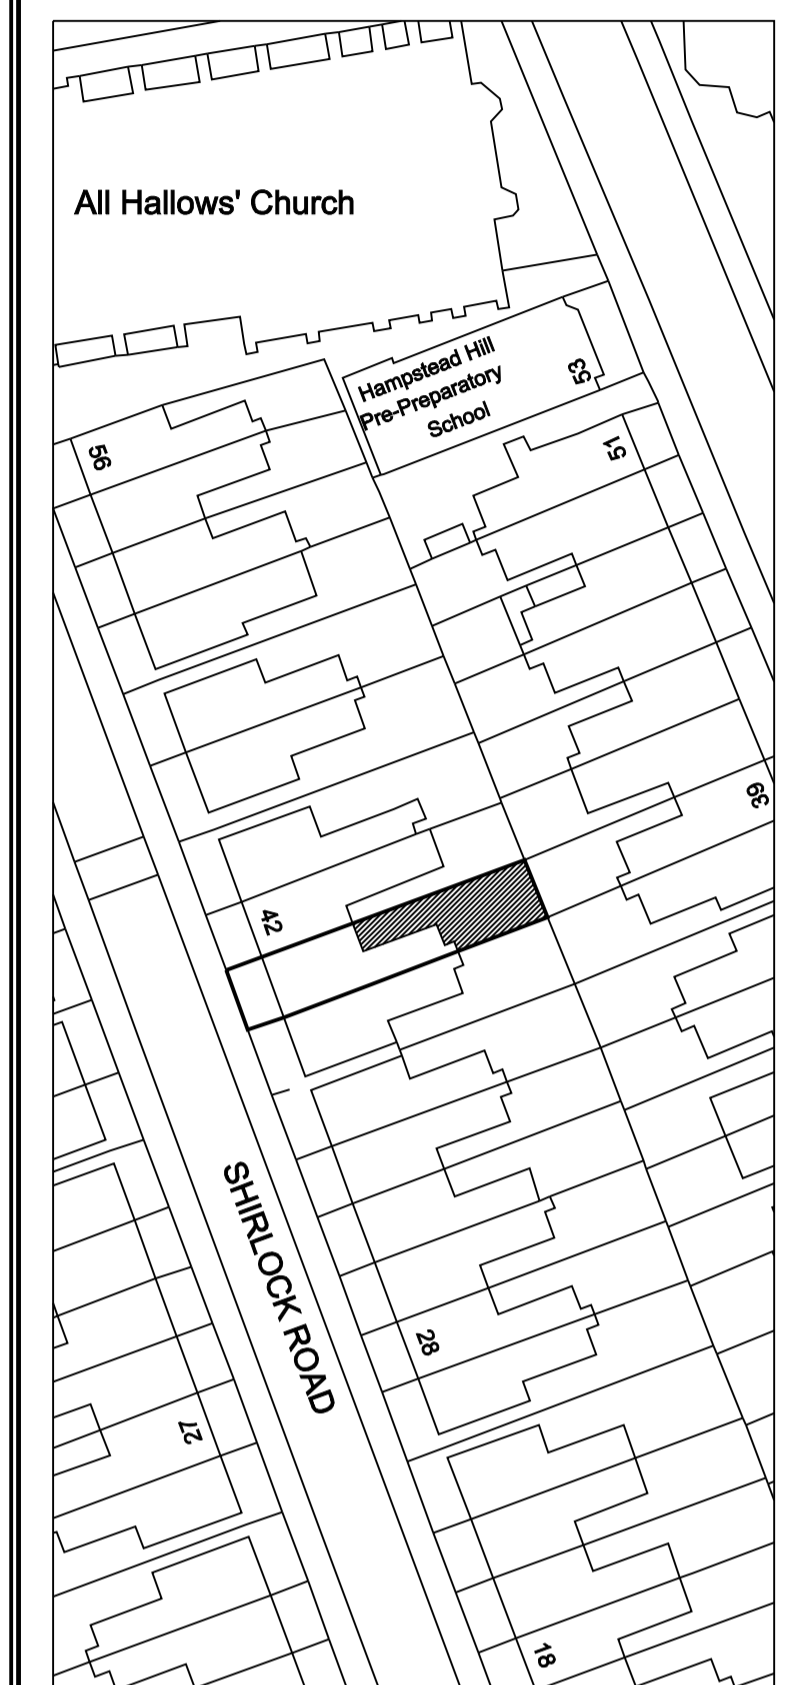 All Hallows' Church
Hampstead Hill
Pre-Preparatory
School
53
51
56
39
42
SHIRLOCK ROAD
28
27
18